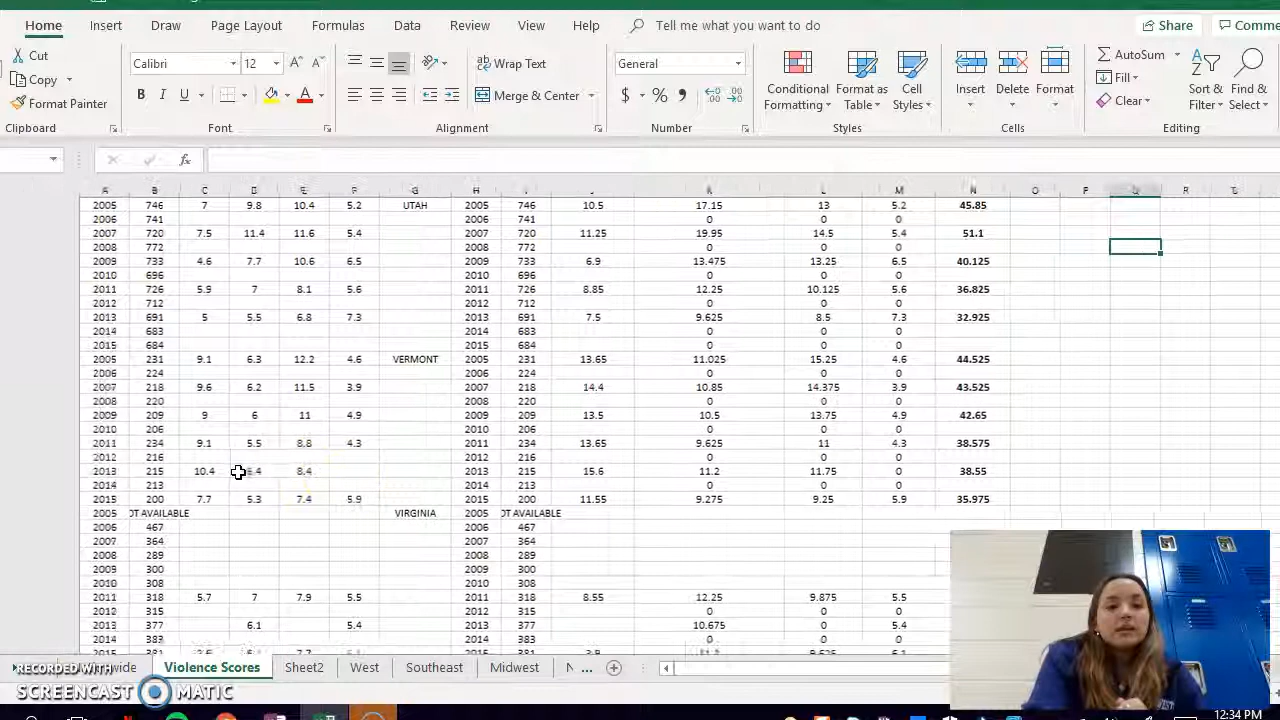 Home Insert Draw Page Layout Formulas Data Review View Help Tell me what you want to do Share Comme
Cut
Copy
Format Painter
Calibri 12
B I U
Wrap Text
Merge & Center
General
$ % 9
Conditional Formatting
Format as Table
Cell Styles
Insert Delete Format
AutoSum
Fill
Clear
Sort & Filter
Find & Select
Clipboard Font Alignment Number Styles Cells Editing
fx
A B C D E F G H I J K L M N O P Q R
2005 746 7 9.8 10.4 5.2 UTAH 2005 746 10.5 17.15 13 5.2 45.85
2006 741 2006 741 0 0 0
2007 720 7.5 11.4 11.6 5.4 2007 720 11.25 19.95 14.5 5.4 51.1
2008 772 2008 772 0 0 0
2009 733 4.6 7.7 10.6 6.5 2009 733 6.9 13.475 13.25 6.5 40.125
2010 696 2010 696 0 0 0
2011 726 5.9 7 8.1 5.6 2011 726 8.85 12.25 10.125 5.6 36.825
2012 712 2012 712 0 0 0
2013 691 5 5.5 6.8 7.3 2013 691 7.5 9.625 8.5 7.3 32.925
2014 683 2014 683 0 0 0
2015 684 2015 684 0 0 0
2005 231 9.1 6.3 12.2 4.6 VERMONT 2005 231 13.65 11.025 15.25 4.6 44.525
2006 224 2006 224 0 0 0
2007 218 9.6 6.2 11.5 3.9 2007 218 14.4 10.85 14.375 3.9 43.525
2008 220 2008 220 0 0 0
2009 209 9 6 11 4.9 2009 209 13.5 10.5 13.75 4.9 42.65
2010 206 2010 206 0 0 0
2011 234 9.1 5.5 8.8 4.3 2011 234 13.65 9.625 11 4.3 38.575
2012 216 2012 216 0 0 0
2013 215 10.4 8.4 2013 215 15.6 11.2 11.75 0 38.55
2014 213 2014 213 0 0 0
2015 200 7.7 5.3 7.4 5.9 2015 200 11.55 9.275 9.25 5.9 35.975
2005 OT AVAILABLE VIRGINIA 2005 OT AVAILABLE
2006 467 2006 467
2007 364 2007 364
2008 289 2008 289
2009 300 2009 300
2010 308 2010 308
2011 318 5.7 7 7.9 5.5 2011 318 8.55 12.25 9.875 5.5
2012 315 2012 315 0 0 0
2013 377 6.1 5.4 2013 377 10.675 0 5.4
2014 383 2014 383 0 0 0
wide Violence Scores Sheet2 West Southeast Midwest N ...
RECORDED WITH
SCREENCAST MATIC
12:34 PM